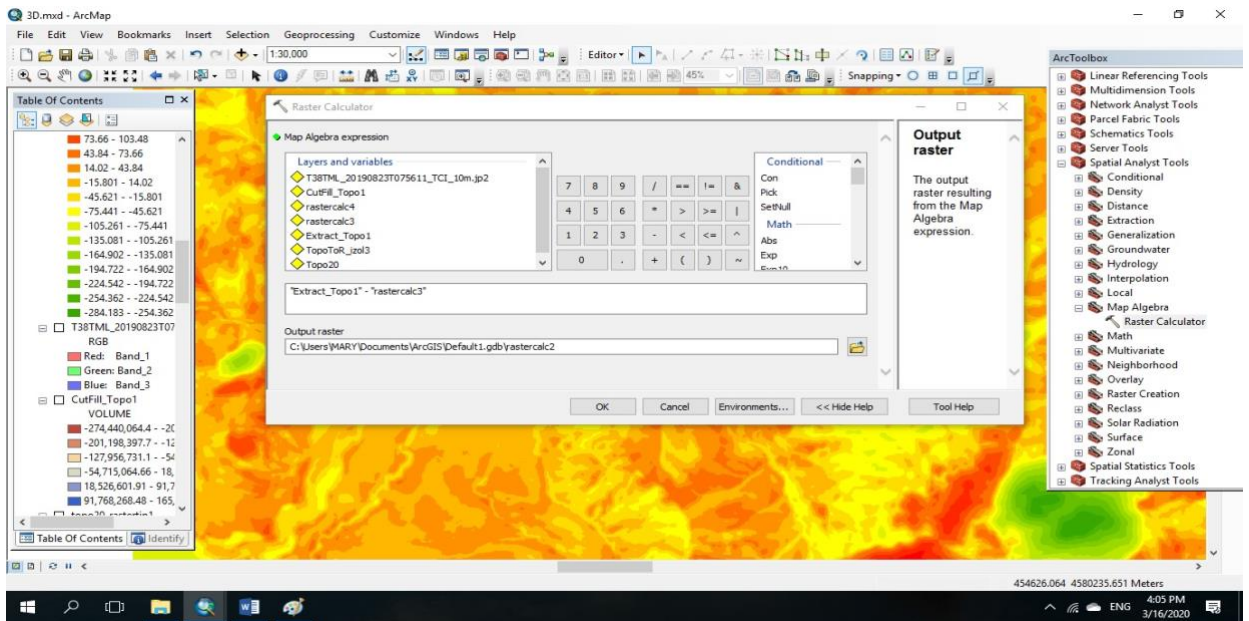 3D.mxd - ArcMap
File Edit View Bookmarks Insert Selection Geoprocessing Customize Windows Help
1:30,000
Editor
45%
Snapping
Table Of Contents
73.66 - 103.48
43.84 - 73.66
14.02 - 43.84
-15.801 - 14.02
-45.621 - -15.801
-75.441 - -45.621
-105.261 - -75.441
-135.081 - -105.261
-164.902 - -135.081
-194.722 - -164.902
-224.542 - -194.722
-254.362 - -224.542
-284.183 - -254.362
T38TML_20190823T07
RGB
Red: Band_1
Green: Band_2
Blue: Band_3
CutFill_Topo1
VOLUME
-274,440,064.4 - -20
-201,198,397.7 - -12
-127,956,731.1 - -54
-54,715,064.66 - 18,
18,526,601.91 - 91,7
91,768,268.48 - 165,
Table Of Contents
Identify
Raster Calculator
Map Algebra expression
Layers and variables
T38TML_20190823T075611_TCI_10m.jp2
CutFill_Topo1
rastercalc4
rastercalc3
Extract_Topo1
TopoToR_izol3
Topo20
7 8 9 / == != &
4 5 6 * > >= |
1 2 3 - < <= ^
0 . + ( ) ~
Conditional
Con
Pick
SetNull
Math
Abs
Exp
Exp10
"Extract_Topo1" - "rastercalc3"
Output raster
C:\Users\MARY\Documents\ArcGIS\Default1.gdb\rastercalc2
OK
Cancel
Environments...
<< Hide Help
Tool Help
Output raster
The output
raster resulting
from the Map
Algebra
expression.
ArcToolbox
Linear Referencing Tools
Multidimension Tools
Network Analyst Tools
Parcel Fabric Tools
Schematics Tools
Server Tools
Spatial Analyst Tools
Conditional
Density
Distance
Extraction
Generalization
Groundwater
Hydrology
Interpolation
Local
Map Algebra
Raster Calculator
Math
Multivariate
Neighborhood
Overlay
Raster Creation
Reclass
Solar Radiation
Surface
Zonal
Spatial Statistics Tools
Tracking Analyst Tools
454626.064 4580235.651 Meters
ENG
4:05 PM
3/16/2020